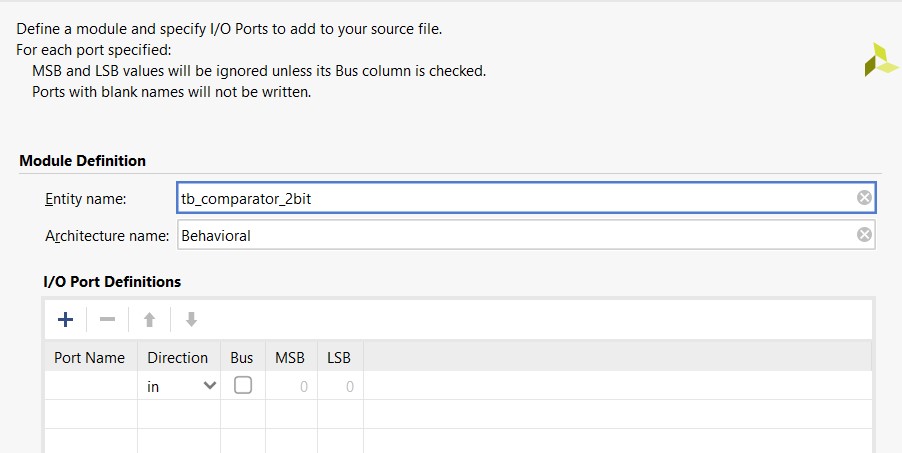 Define a module and specify I/O Ports to add to your source file.
For each port specified:
MSB and LSB values will be ignored unless its Bus column is checked.
Ports with blank names will not be written.
Module Definition
Entity name: tb_comparator_2bit
Architecture name: Behavioral
I/O Port Definitions
Port Name Direction Bus MSB LSB
in 0 0